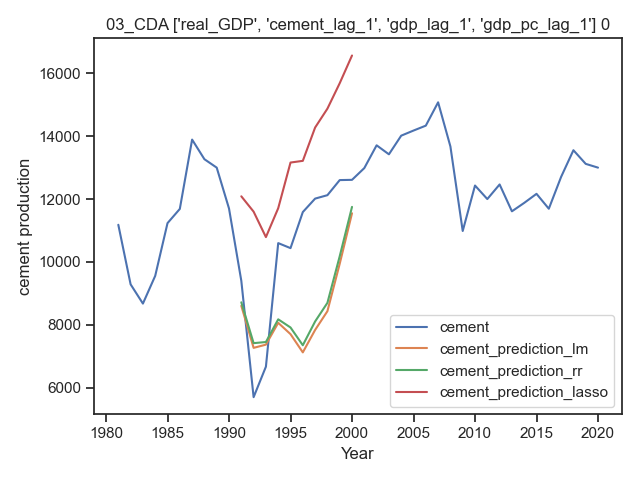 03_CDA ['real_GDP', 'cement_lag_1', 'gdp_lag_1', 'gdp_pc_lag_1'] 0
16000
14000
12000
10000
8000
6000
cement production
cement
cement_prediction_lm
cement_prediction_rr
cement_prediction_lasso
1980 1985 1990 1995 2000 2005 2010 2015 2020
Year